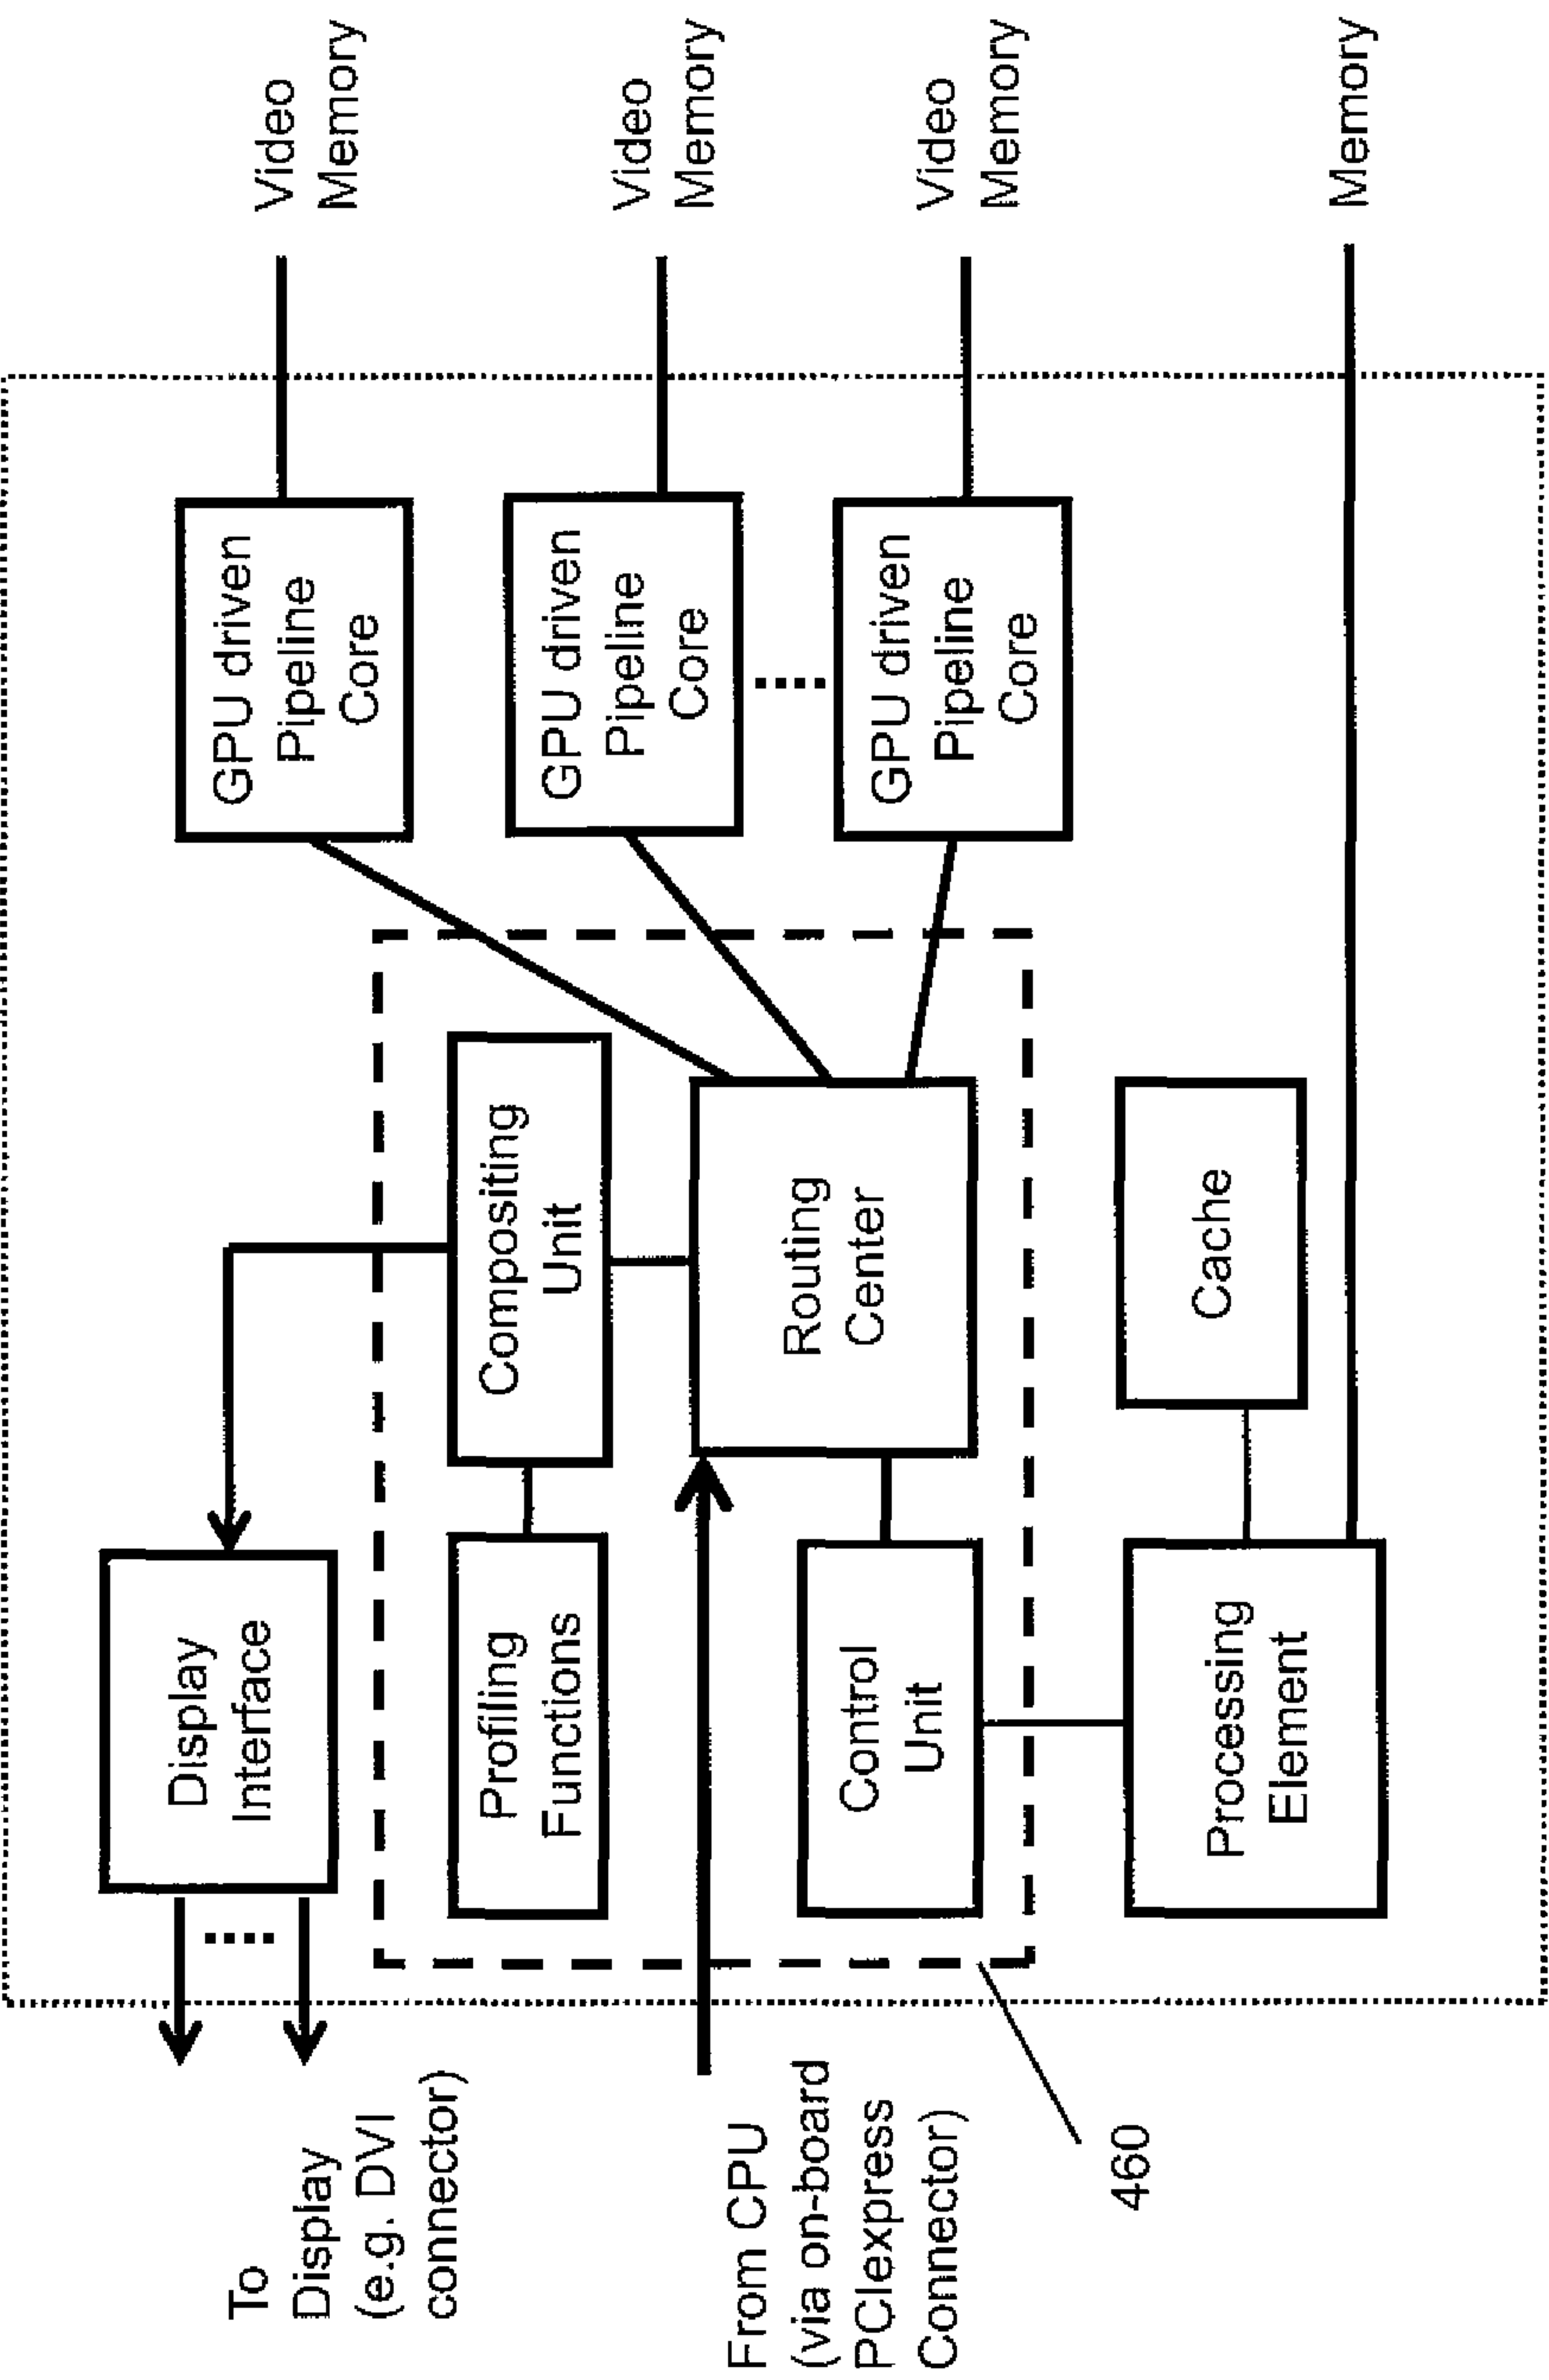 To
Display
(e.g. DVI
connector)
From CPU
(via on-board
PCIexpress
Connector)
460
Display
Interface
Profiling
Functions
Compositing
Unit
Control
Unit
Routing
Center
Processing
Element
Cache
GPU driven
Pipeline
Core
GPU driven
Pipeline
Core
GPU driven
Pipeline
Core
Video
Memory
Video
Memory
Video
Memory
Memory